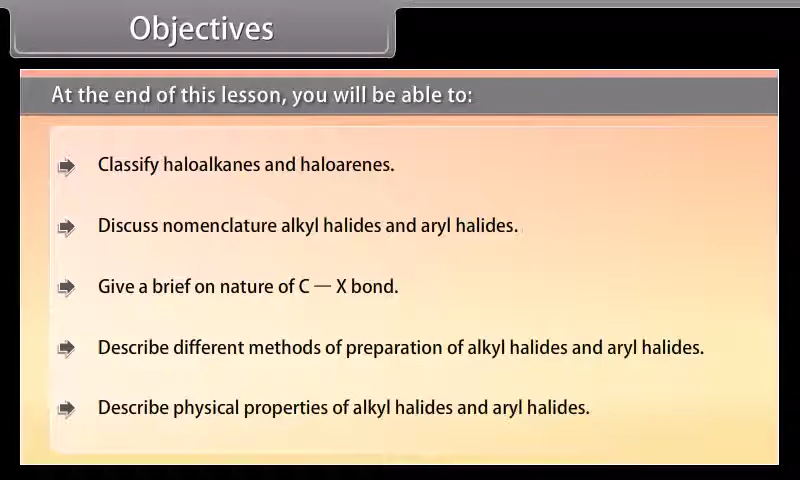 Objectives
At the end of this lesson, you will be able to:
Classify haloalkanes and haloarenes.
Discuss nomenclature alkyl halides and aryl halides.
Give a brief on nature of C — X bond.
Describe different methods of preparation of alkyl halides and aryl halides.
Describe physical properties of alkyl halides and aryl halides.